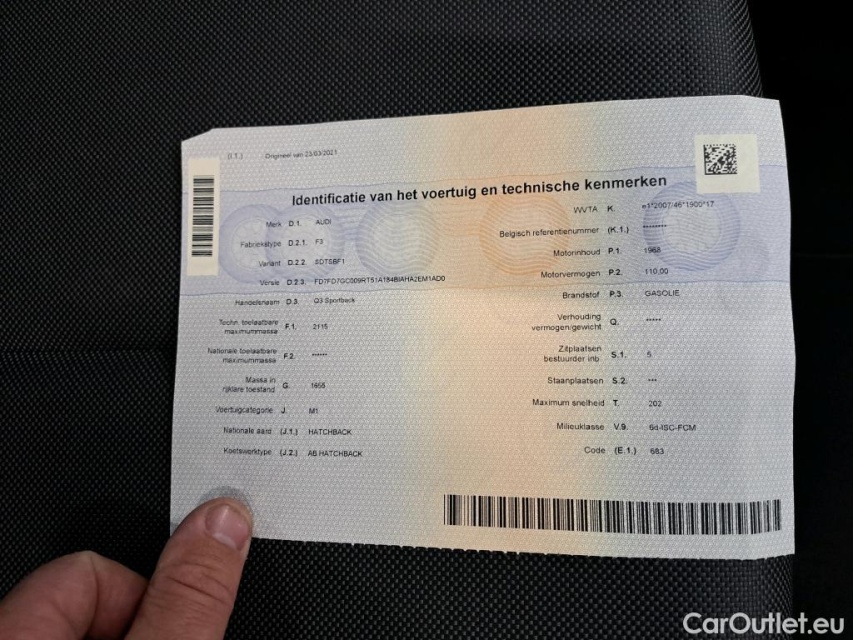 (I.T.) Origineel van 23/03/2021
Identificatie van het voertuig en technische kenmerken
Merk D.1. AUDI
Fabriekstype D.2.1. F3
Variant D.2.2.
Versie D.2.3.
Handelsnaam D.3. Q3 Sportback
Techn. toelaatbare
maximummassa F.1. 2115
Nationale toelaatbare
maximummassa F.2. ******
Massa in
rijklare toestand G. 1655
Voertuigcategorie J. M1
Nationale aard (J.1.) HATCHBACK
Koetswerktype (J.2.) AB HATCHBACK
WVTA K. e1*2007/46*1900*17
Belgisch referentienummer (K.1.) ********
Motorinhoud P.1. 1968
Motorvermogen P.2. 110.00
Brandstof P.3. GASOLIE
Verhouding
vermogen/gewicht Q. *****
Zitplaatsen
bestuurder inb. S.1. 5
Staanplaatsen S.2. ***
Maximum snelheid T. 202
Milieuklasse V.9. 6d-ISC-FCM
Code (E.1.) 683
CarOutlet.eu